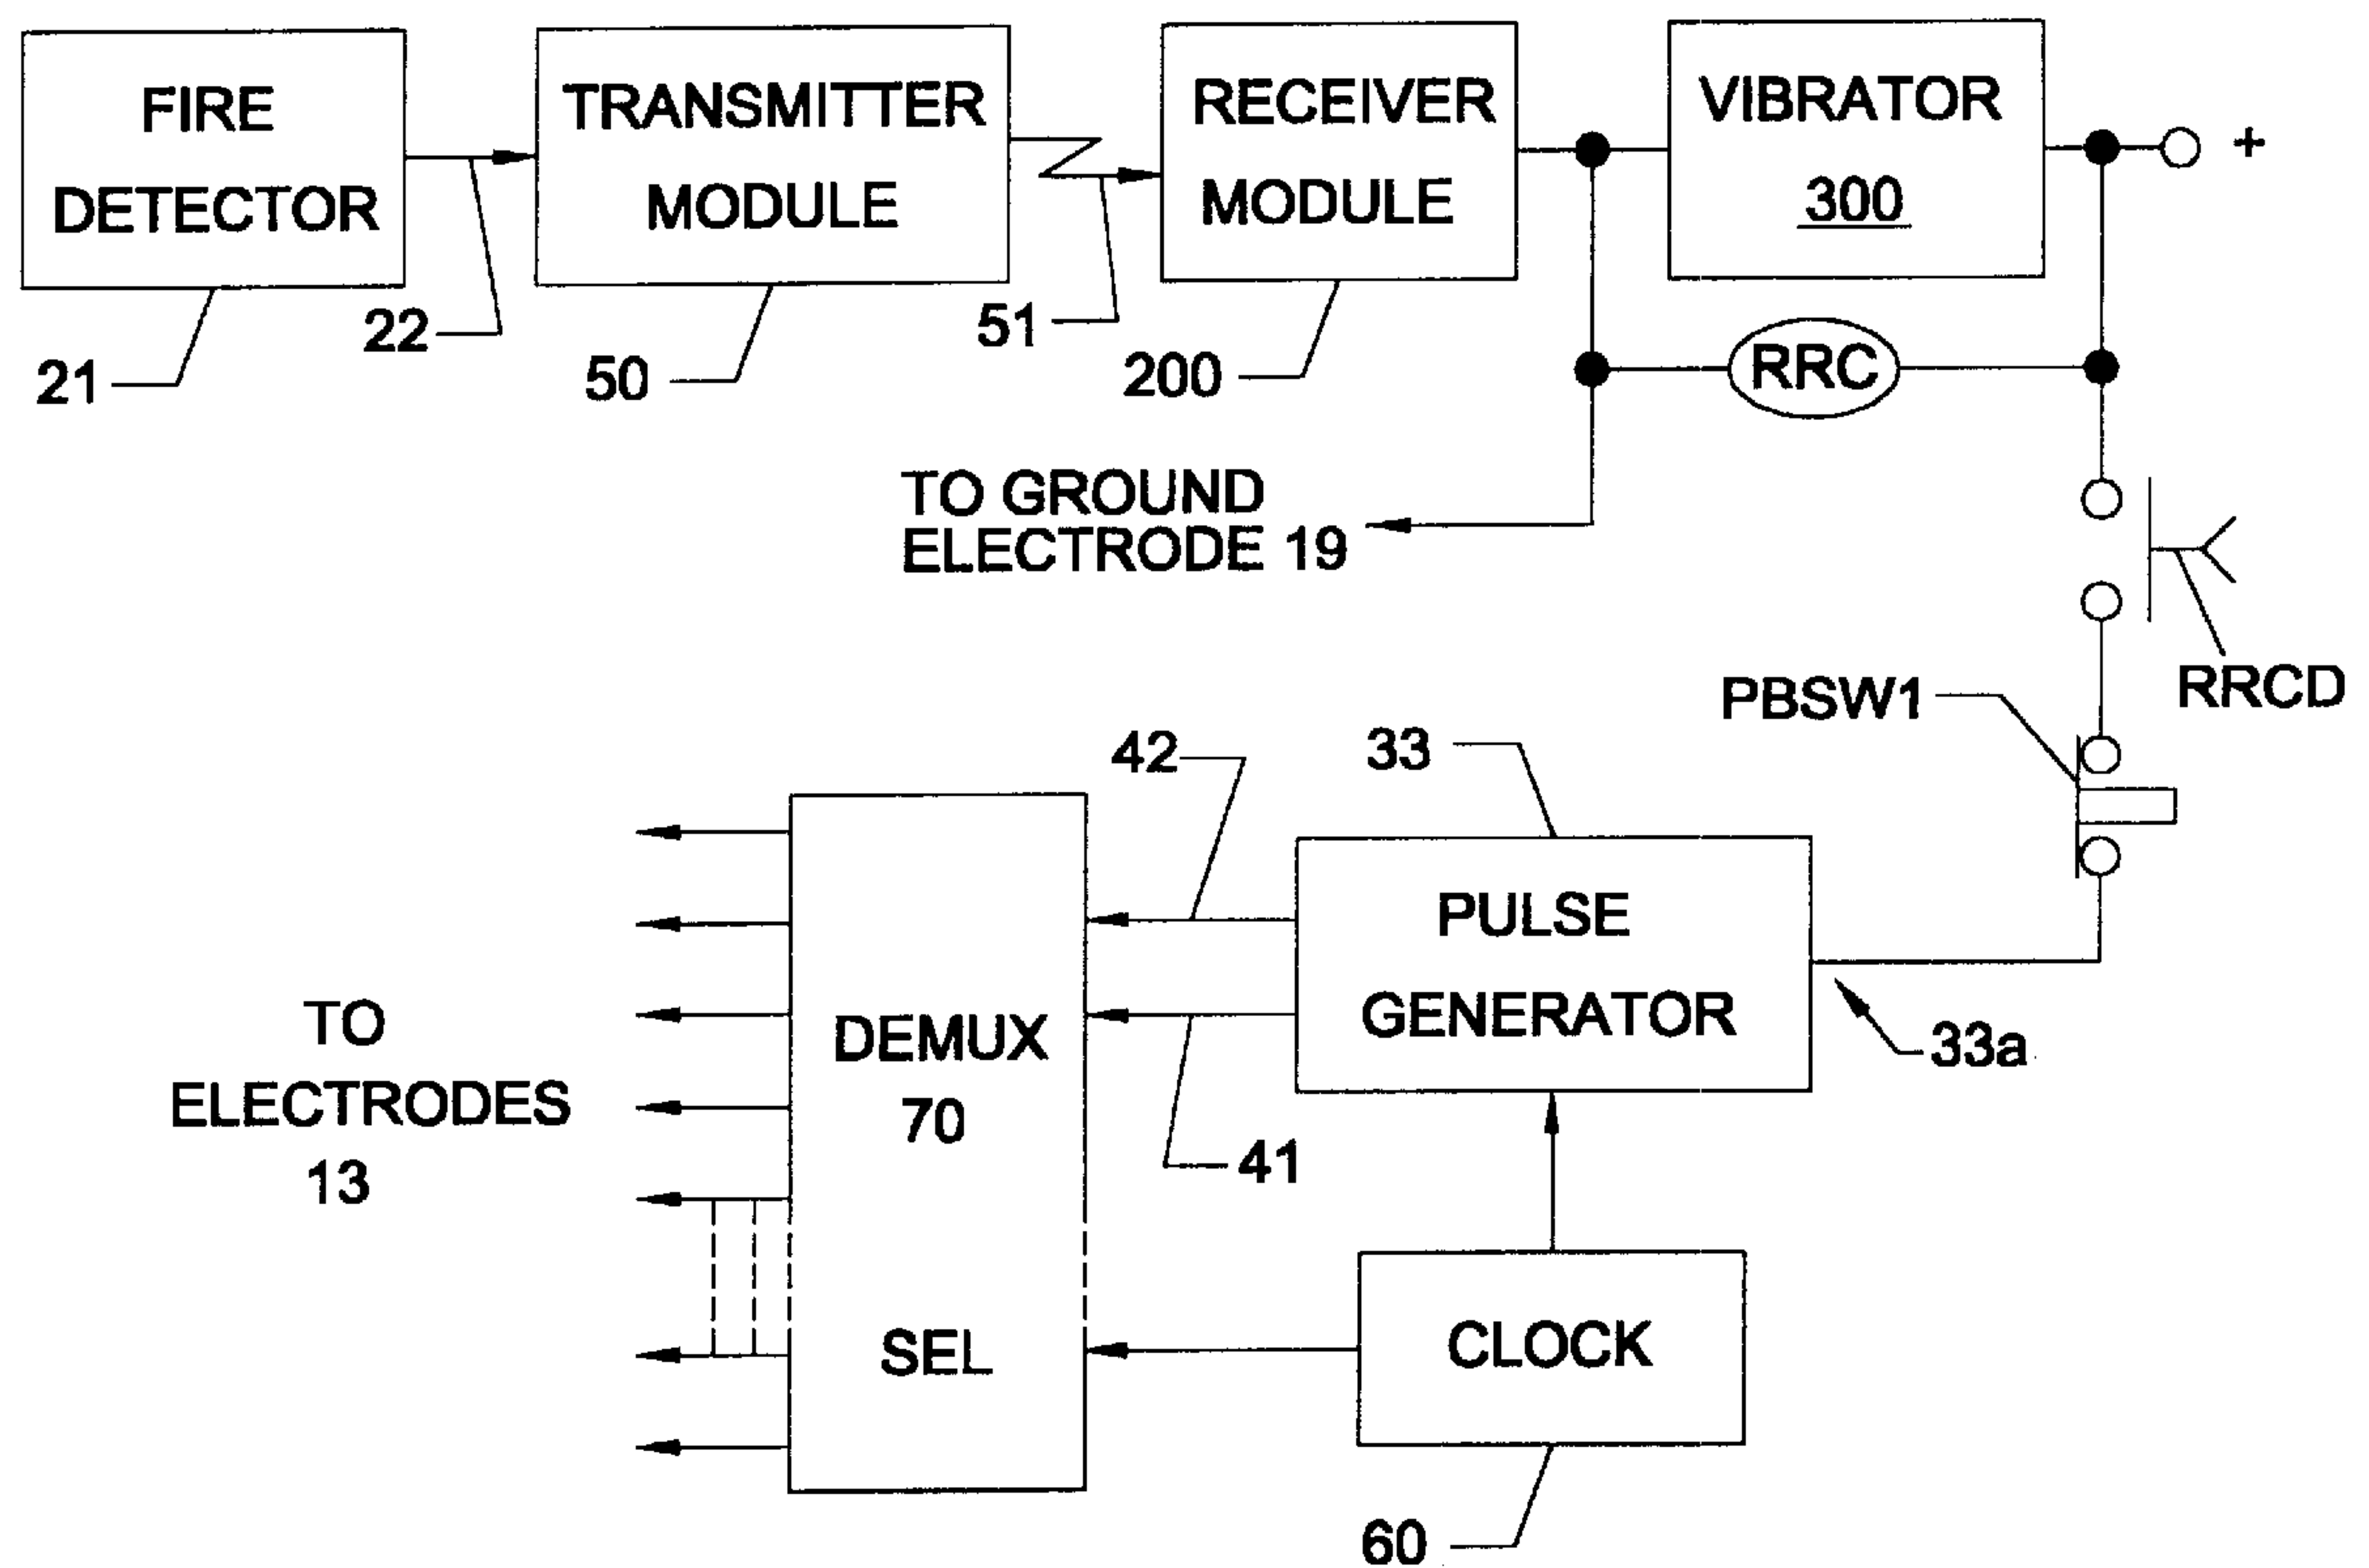 FIRE
DETECTOR
TRANSMITTER
MODULE
RECEIVER
MODULE
VIBRATOR
300
+
21
22
50
51
200
RRC
TO GROUND
ELECTRODE 19
RRCD
PBSW1
42
33
PULSE
GENERATOR
33a
TO
ELECTRODES
13
DEMUX
70
41
SEL
CLOCK
60